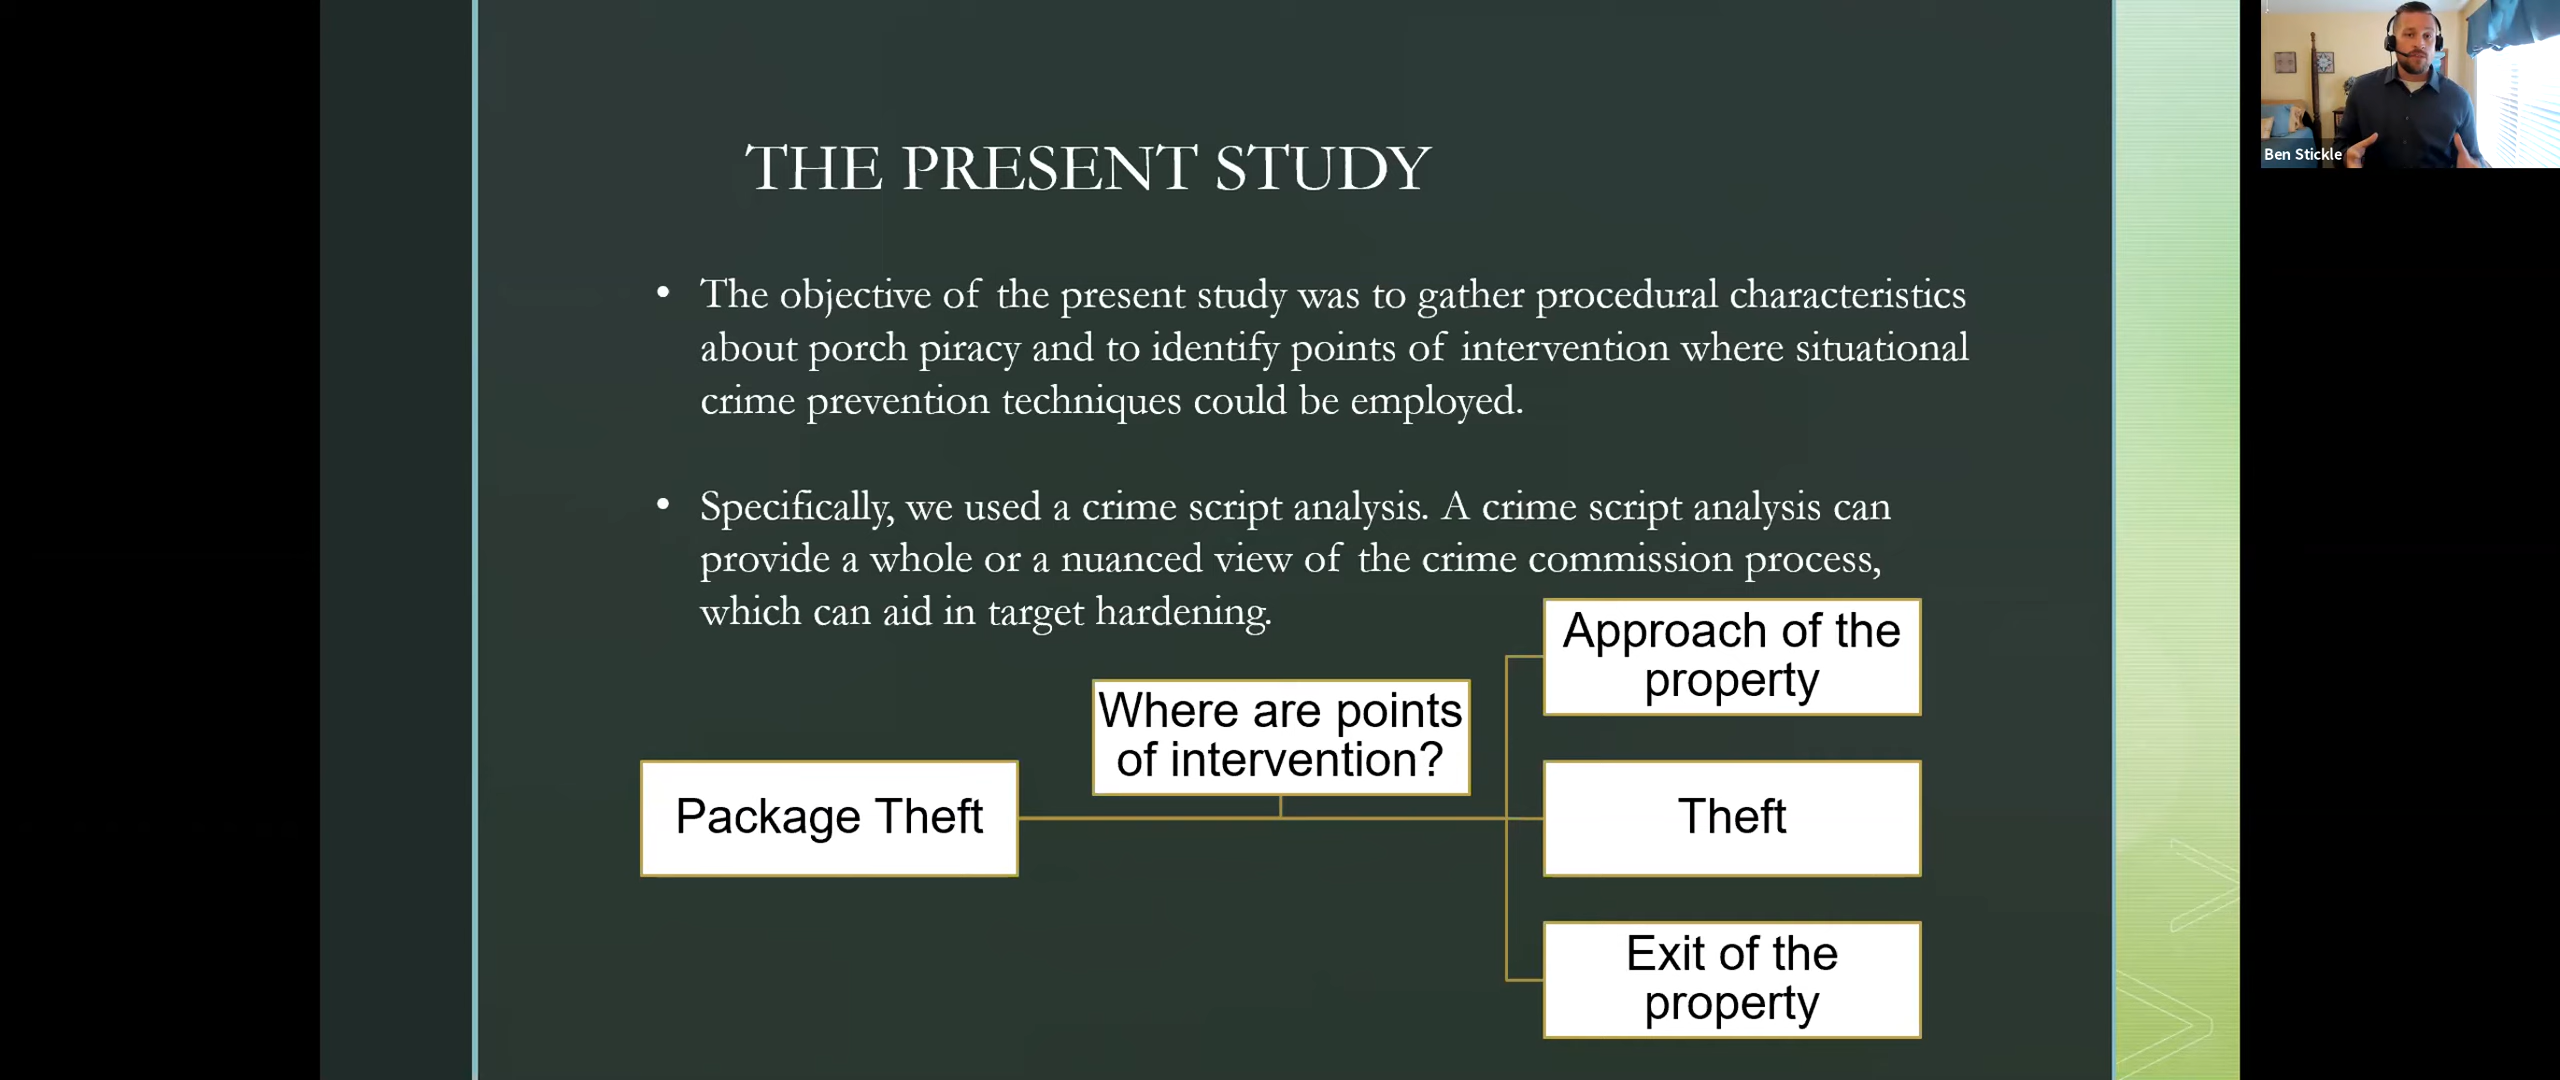 THE PRESENT STUDY
• The objective of the present study was to gather procedural characteristics
about porch piracy and to identify points of intervention where situational
crime prevention techniques could be employed.
• Specifically, we used a crime script analysis. A crime script analysis can
provide a whole or a nuanced view of the crime commission process,
which can aid in target hardening.
Package Theft
Where are points
of intervention?
Approach of the
property
Theft
Exit of the
property
Ben Stickle